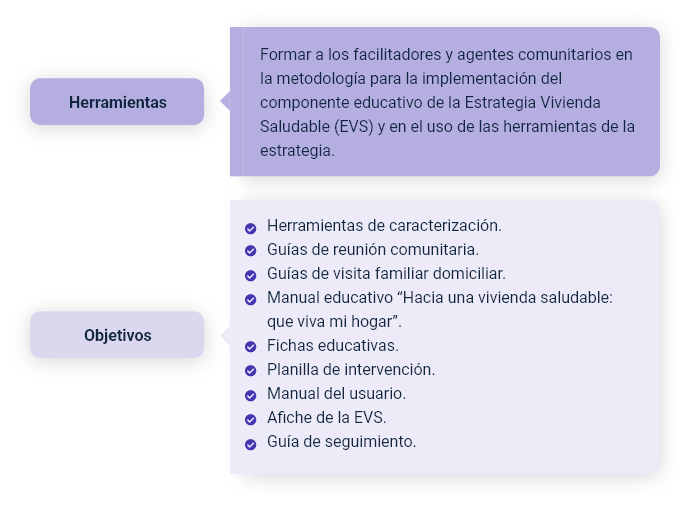 Herramientas
Formar a los facilitadores y agentes comunitarios en
la metodología para la implementación del
componente educativo de la Estrategia Vivienda
Saludable (EVS) y en el uso de las herramientas de la
estrategia.
Objetivos
Herramientas de caracterización.
Guías de reunión comunitaria.
Guías de visita familiar domiciliar.
Manual educativo “Hacia una vivienda saludable:
que viva mi hogar”.
Fichas educativas.
Planilla de intervención.
Manual del usuario.
Afiche de la EVS.
Guía de seguimiento.